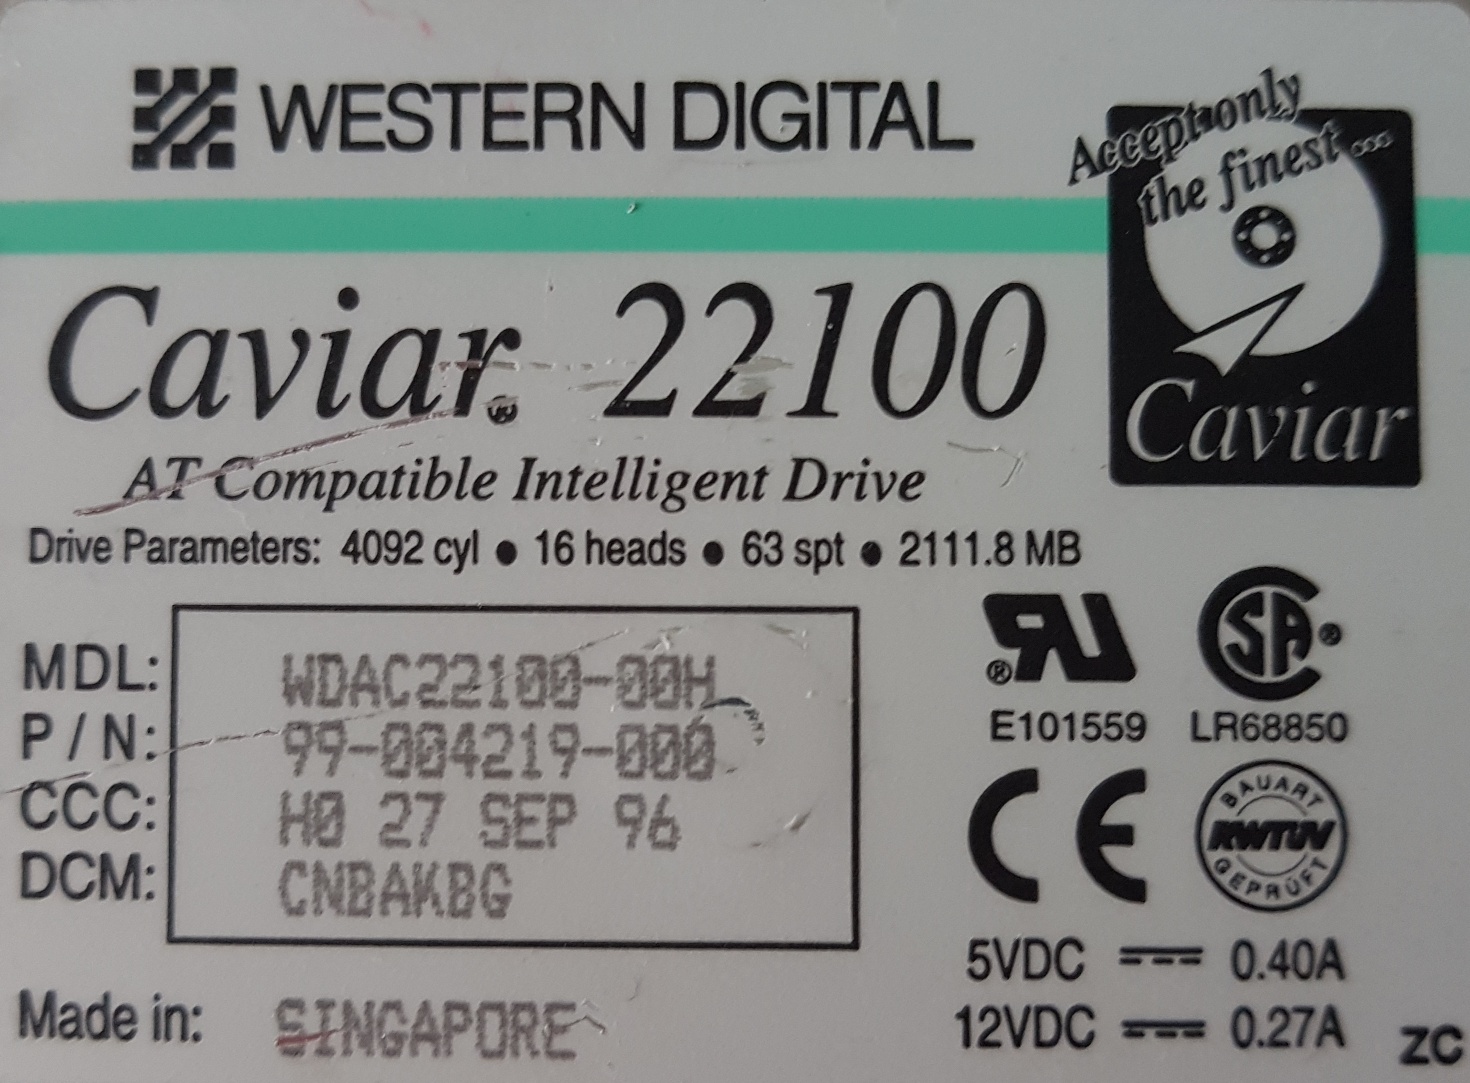 WESTERN DIGITAL
Accept only
the finest...
Caviar® 22100
Caviar
AT Compatible Intelligent Drive
Drive Parameters: 4092 cyl • 16 heads • 63 spt • 2111.8 MB
MDL: WDAC22100-00H
P/N: 99-004219-000
CCC: H0 27 SEP 96
DCM: CNBAKBG
Made in: SINGAPORE
RU®
SA®
E101559 LR68850
CE
BAUART
RWTÜV
GEPRÜFT
5VDC 0.40A
12VDC 0.27A
ZC